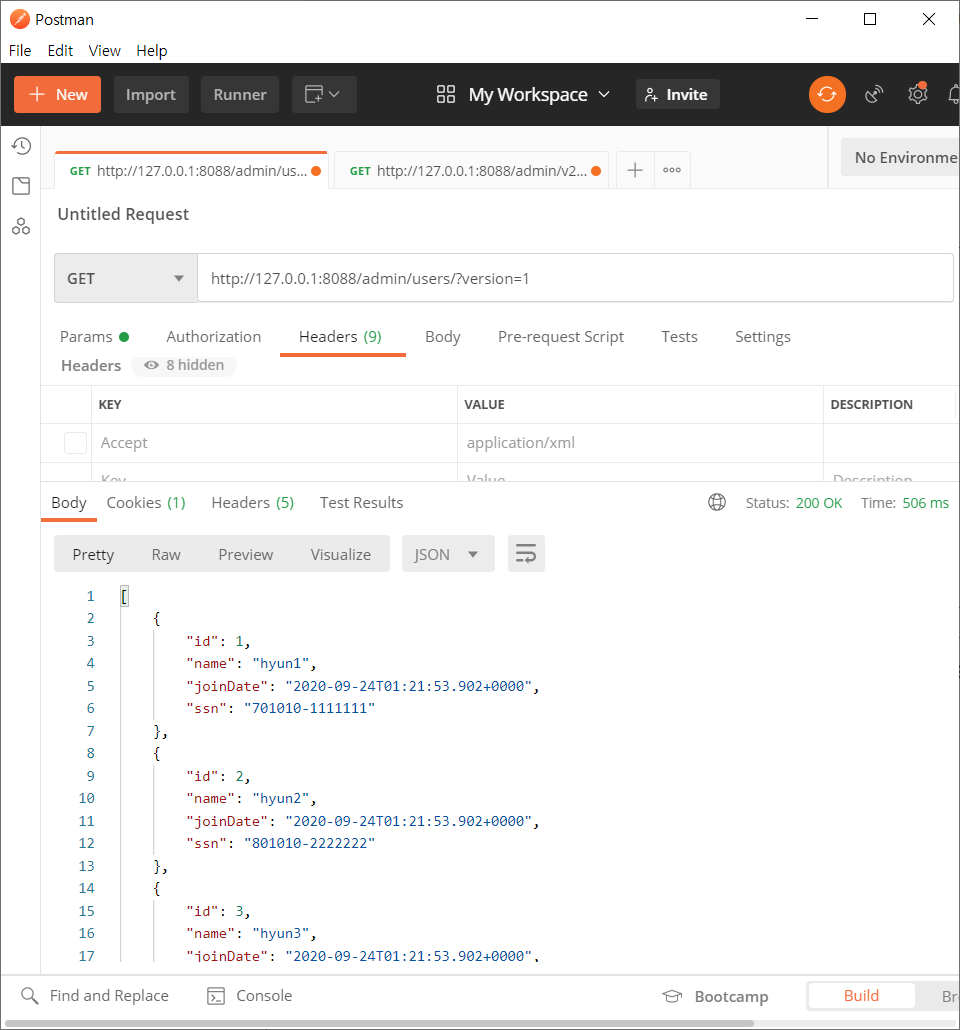 Postman
File Edit View Help
New Import Runner My Workspace Invite
GET http://127.0.0.1:8088/admin/us... GET http://127.0.0.1:8088/admin/v2... No Environme
Untitled Request
GET http://127.0.0.1:8088/admin/users/?version=1
Params Authorization Headers (9) Body Pre-request Script Tests Settings
Headers 8 hidden
KEY VALUE DESCRIPTION
Accept application/xml
Key Value Description
Body Cookies (1) Headers (5) Test Results Status: 200 OK Time: 506 ms
Pretty Raw Preview Visualize JSON
1 [
2 {
3 "id": 1,
4 "name": "hyun1",
5 "joinDate": "2020-09-24T01:21:53.902+0000",
6 "ssn": "701010-1111111"
7 },
8 {
9 "id": 2,
10 "name": "hyun2",
11 "joinDate": "2020-09-24T01:21:53.902+0000",
12 "ssn": "801010-2222222"
13 },
14 {
15 "id": 3,
16 "name": "hyun3",
17 "joinDate": "2020-09-24T01:21:53.902+0000",
Find and Replace Console Bootcamp Build Br